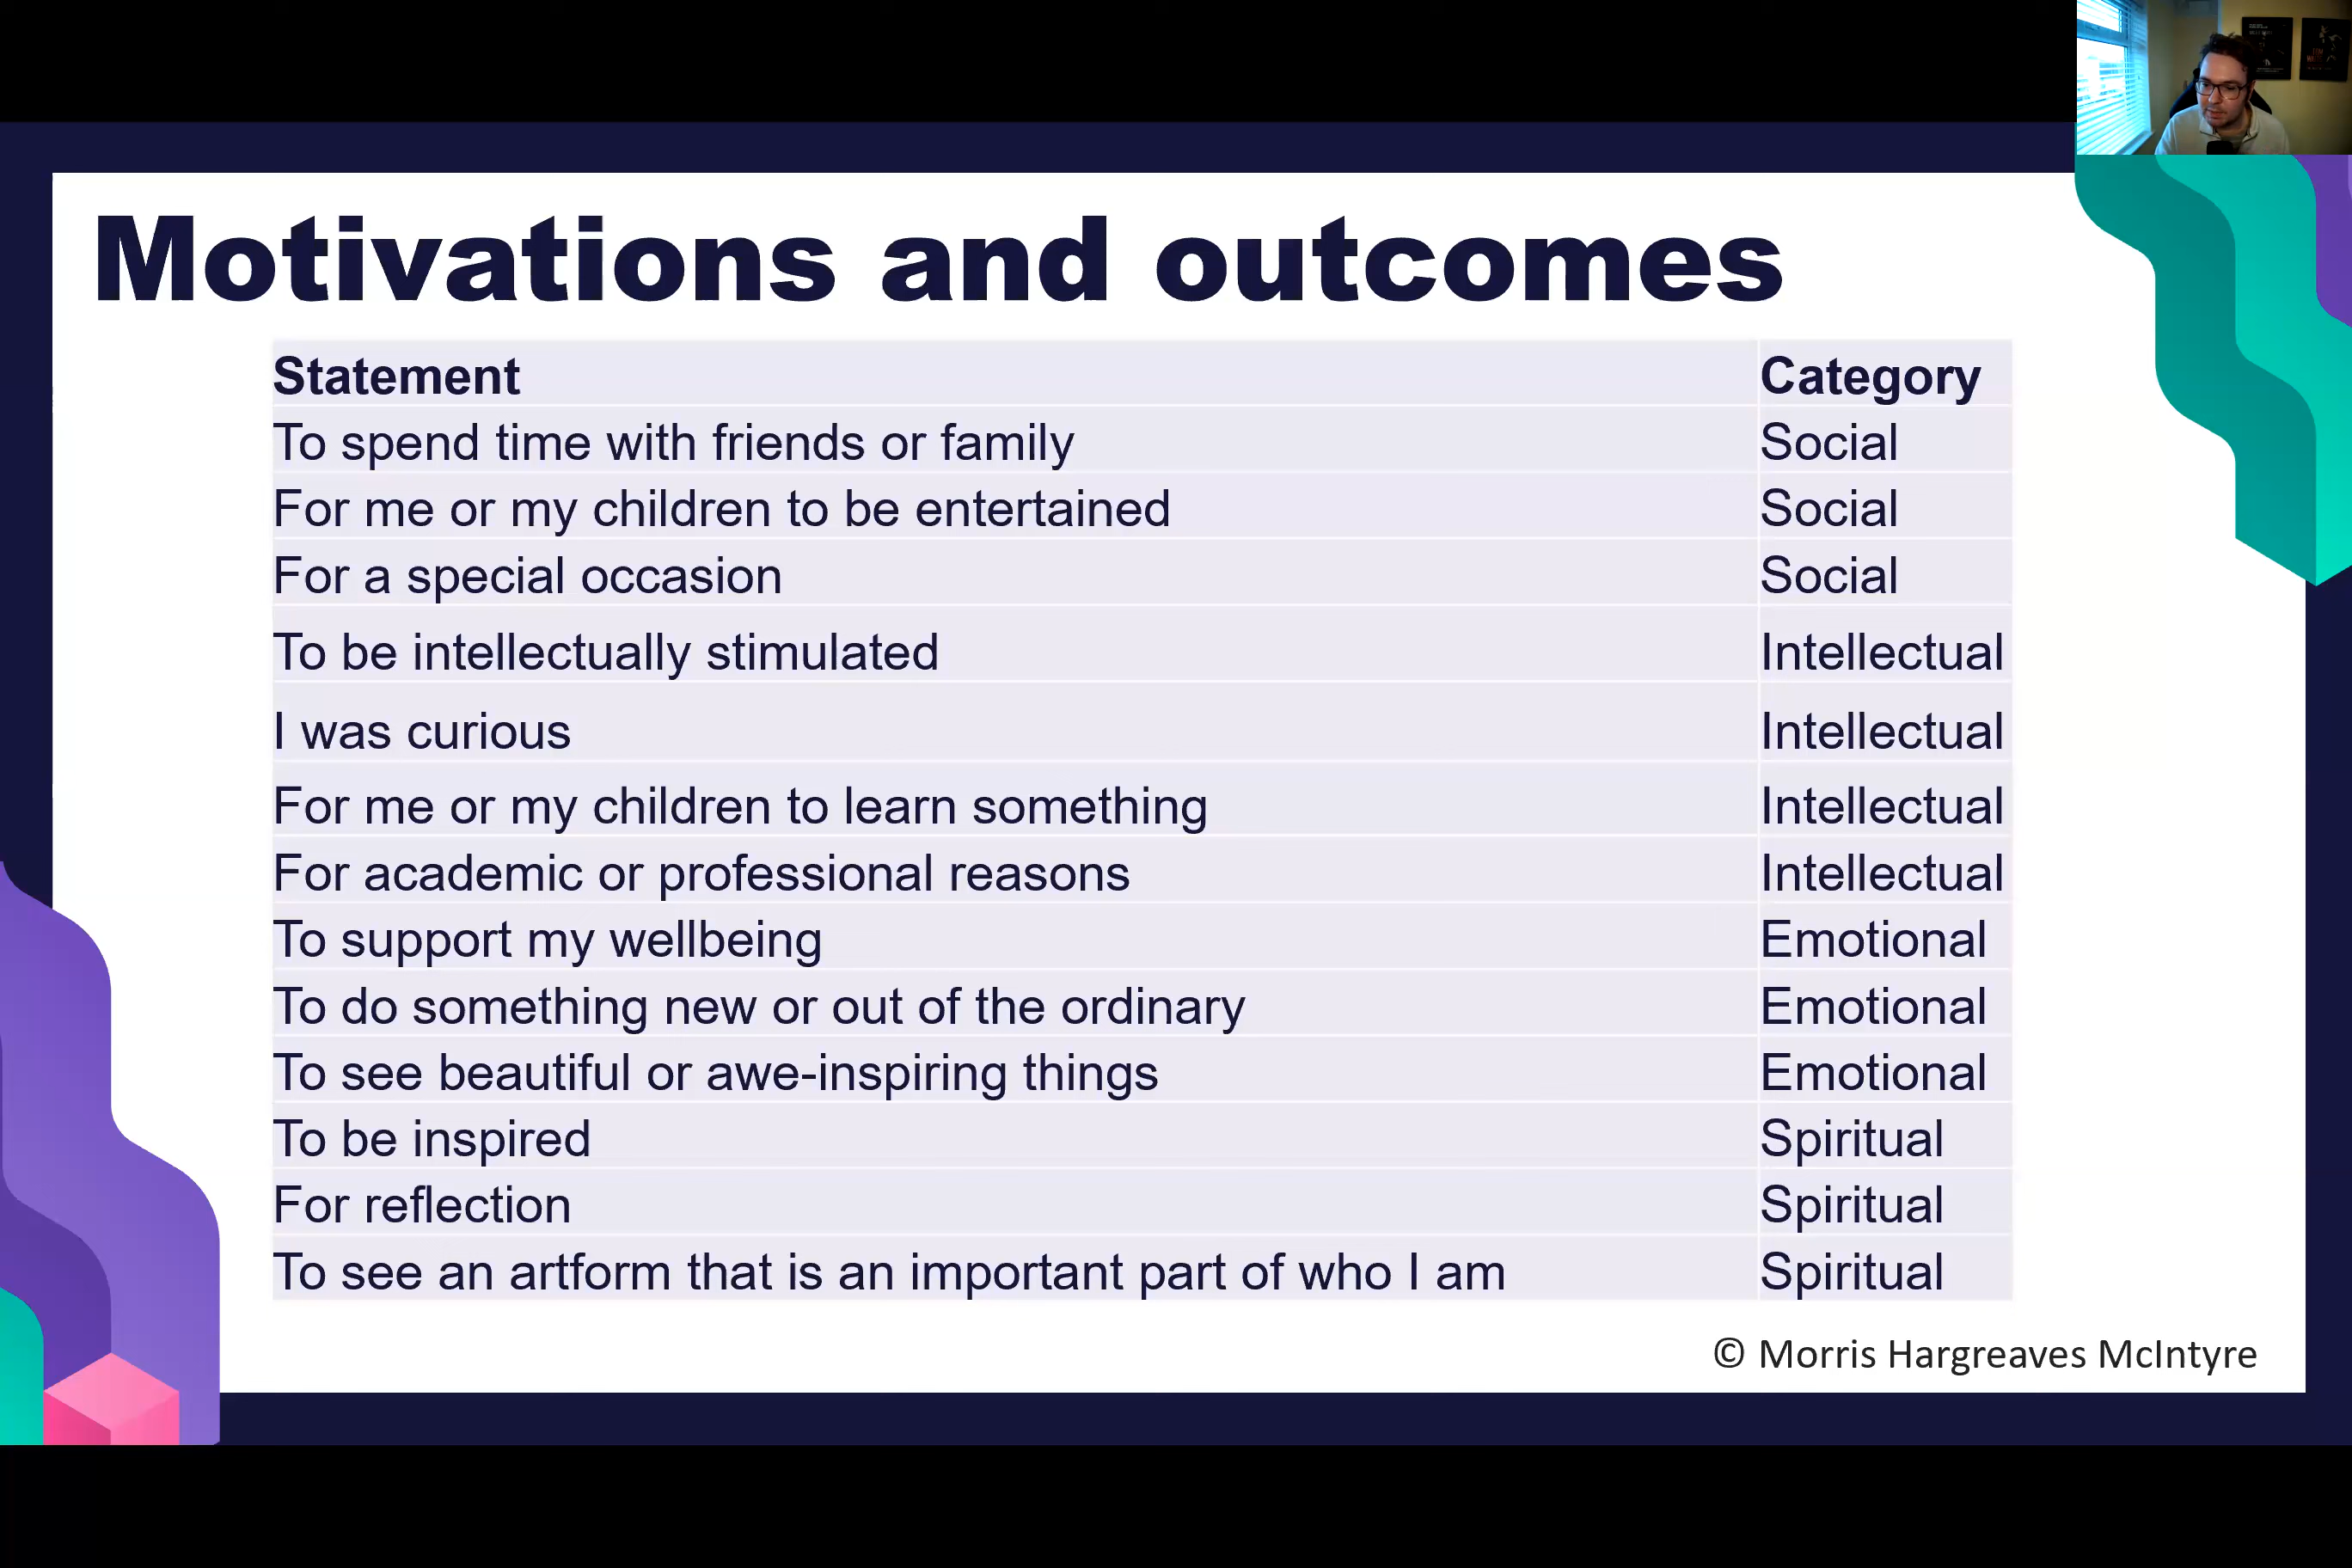 Motivations and outcomes
Statement Category
To spend time with friends or family Social
For me or my children to be entertained Social
For a special occasion Social
To be intellectually stimulated Intellectual
I was curious Intellectual
For me or my children to learn something Intellectual
For academic or professional reasons Intellectual
To support my wellbeing Emotional
To do something new or out of the ordinary Emotional
To see beautiful or awe-inspiring things Emotional
To be inspired Spiritual
For reflection Spiritual
To see an artform that is an important part of who I am Spiritual
© Morris Hargreaves McIntyre